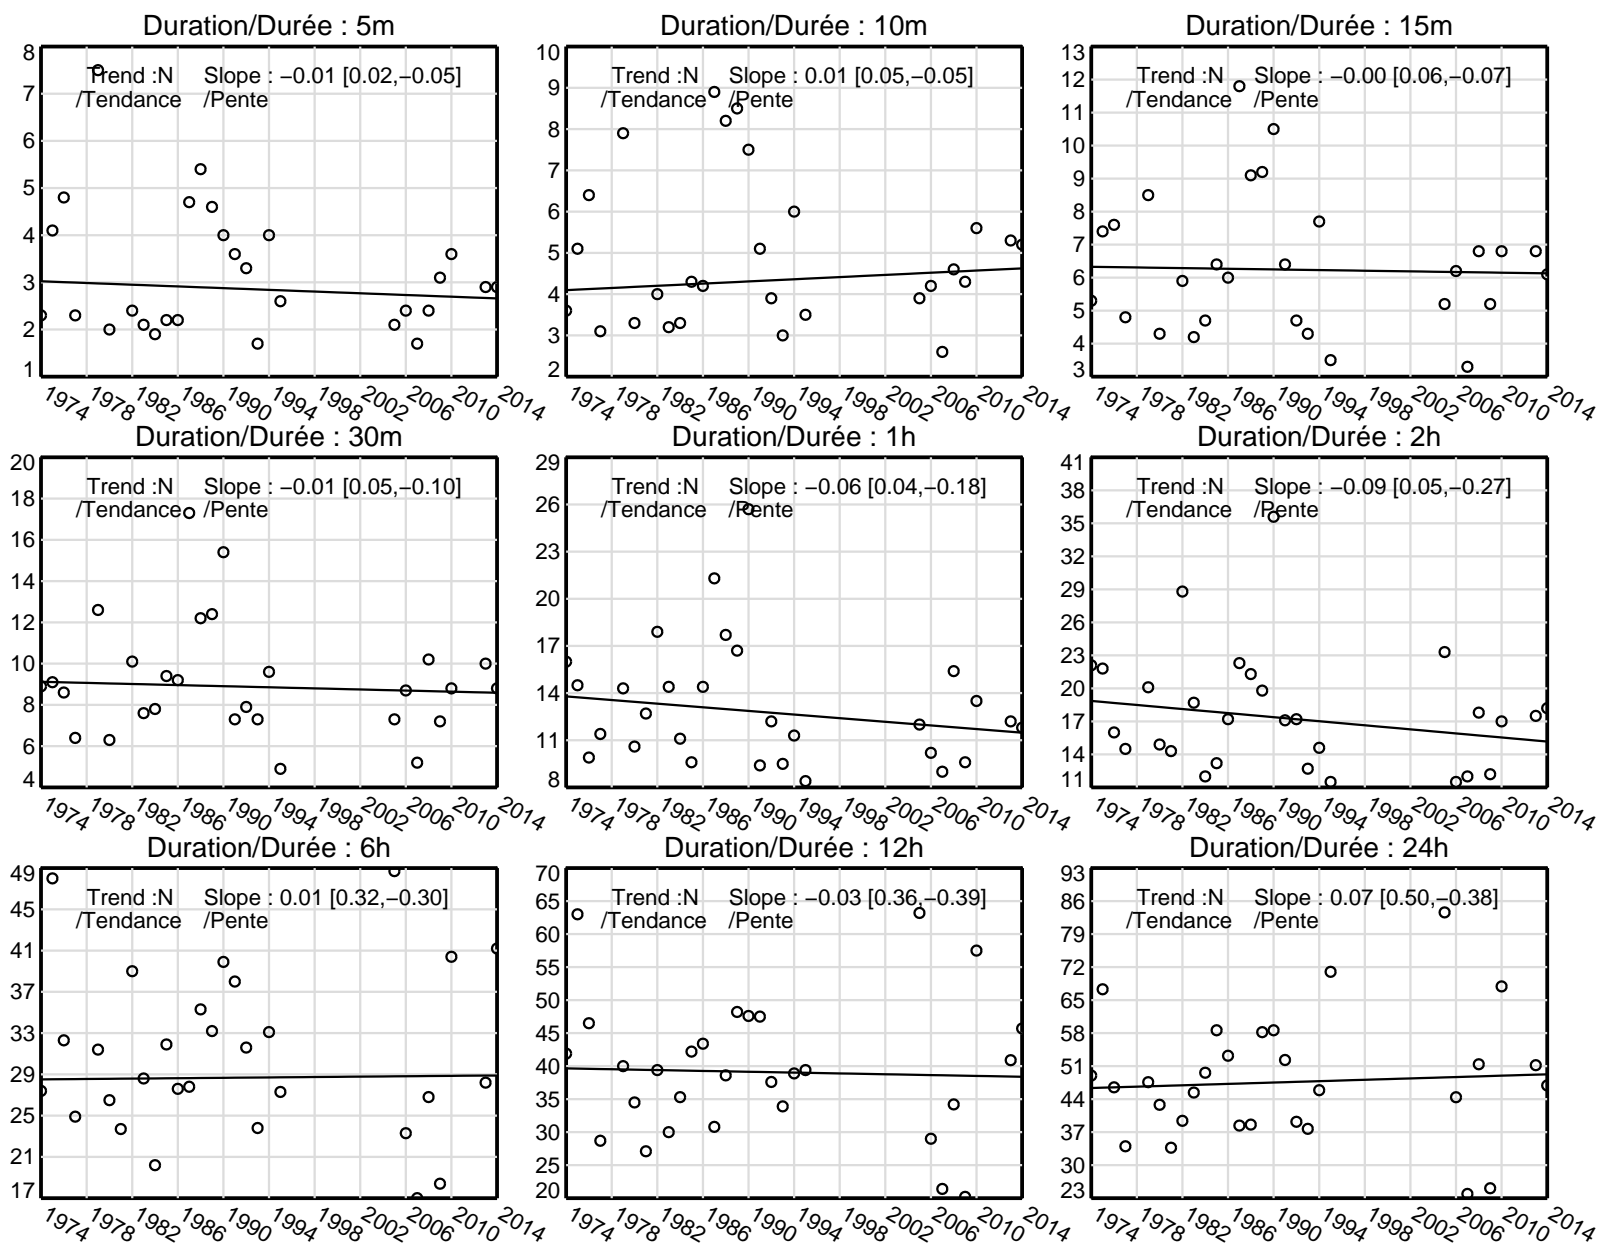 Duration/Durée : 5m
8
7
6
5
4
3
2
1
Trend :N Slope : −0.01 [0.02,−0.05]
/Tendance /Pente
1974 1978 1982 1986 1990 1994 1998 2002 2006 2010 2014
Duration/Durée : 10m
10
9
8
7
6
5
4
3
2
Trend :N Slope : 0.01 [0.05,−0.05]
/Tendance /Pente
1974 1978 1982 1986 1990 1994 1998 2002 2006 2010 2014
Duration/Durée : 15m
13
12
11
10
9
8
7
6
5
4
3
Trend :N Slope : −0.00 [0.06,−0.07]
/Tendance /Pente
1974 1978 1982 1986 1990 1994 1998 2002 2006 2010 2014
Duration/Durée : 30m
20
18
16
14
12
10
8
6
4
Trend :N Slope : −0.01 [0.05,−0.10]
/Tendance /Pente
1974 1978 1982 1986 1990 1994 1998 2002 2006 2010 2014
Duration/Durée : 1h
29
26
23
20
17
14
11
8
Trend :N Slope : −0.06 [0.04,−0.18]
/Tendance /Pente
1974 1978 1982 1986 1990 1994 1998 2002 2006 2010 2014
Duration/Durée : 2h
41
38
35
32
29
26
23
20
17
14
11
Trend :N Slope : −0.09 [0.05,−0.27]
/Tendance /Pente
1974 1978 1982 1986 1990 1994 1998 2002 2006 2010 2014
Duration/Durée : 6h
49
45
41
37
33
29
25
21
17
Trend :N Slope : 0.01 [0.32,−0.30]
/Tendance /Pente
1974 1978 1982 1986 1990 1994 1998 2002 2006 2010 2014
Duration/Durée : 12h
70
65
60
55
50
45
40
35
30
25
20
Trend :N Slope : −0.03 [0.36,−0.39]
/Tendance /Pente
1974 1978 1982 1986 1990 1994 1998 2002 2006 2010 2014
Duration/Durée : 24h
93
86
79
72
65
58
51
44
37
30
23
Trend :N Slope : 0.07 [0.50,−0.38]
/Tendance /Pente
1974 1978 1982 1986 1990 1994 1998 2002 2006 2010 2014